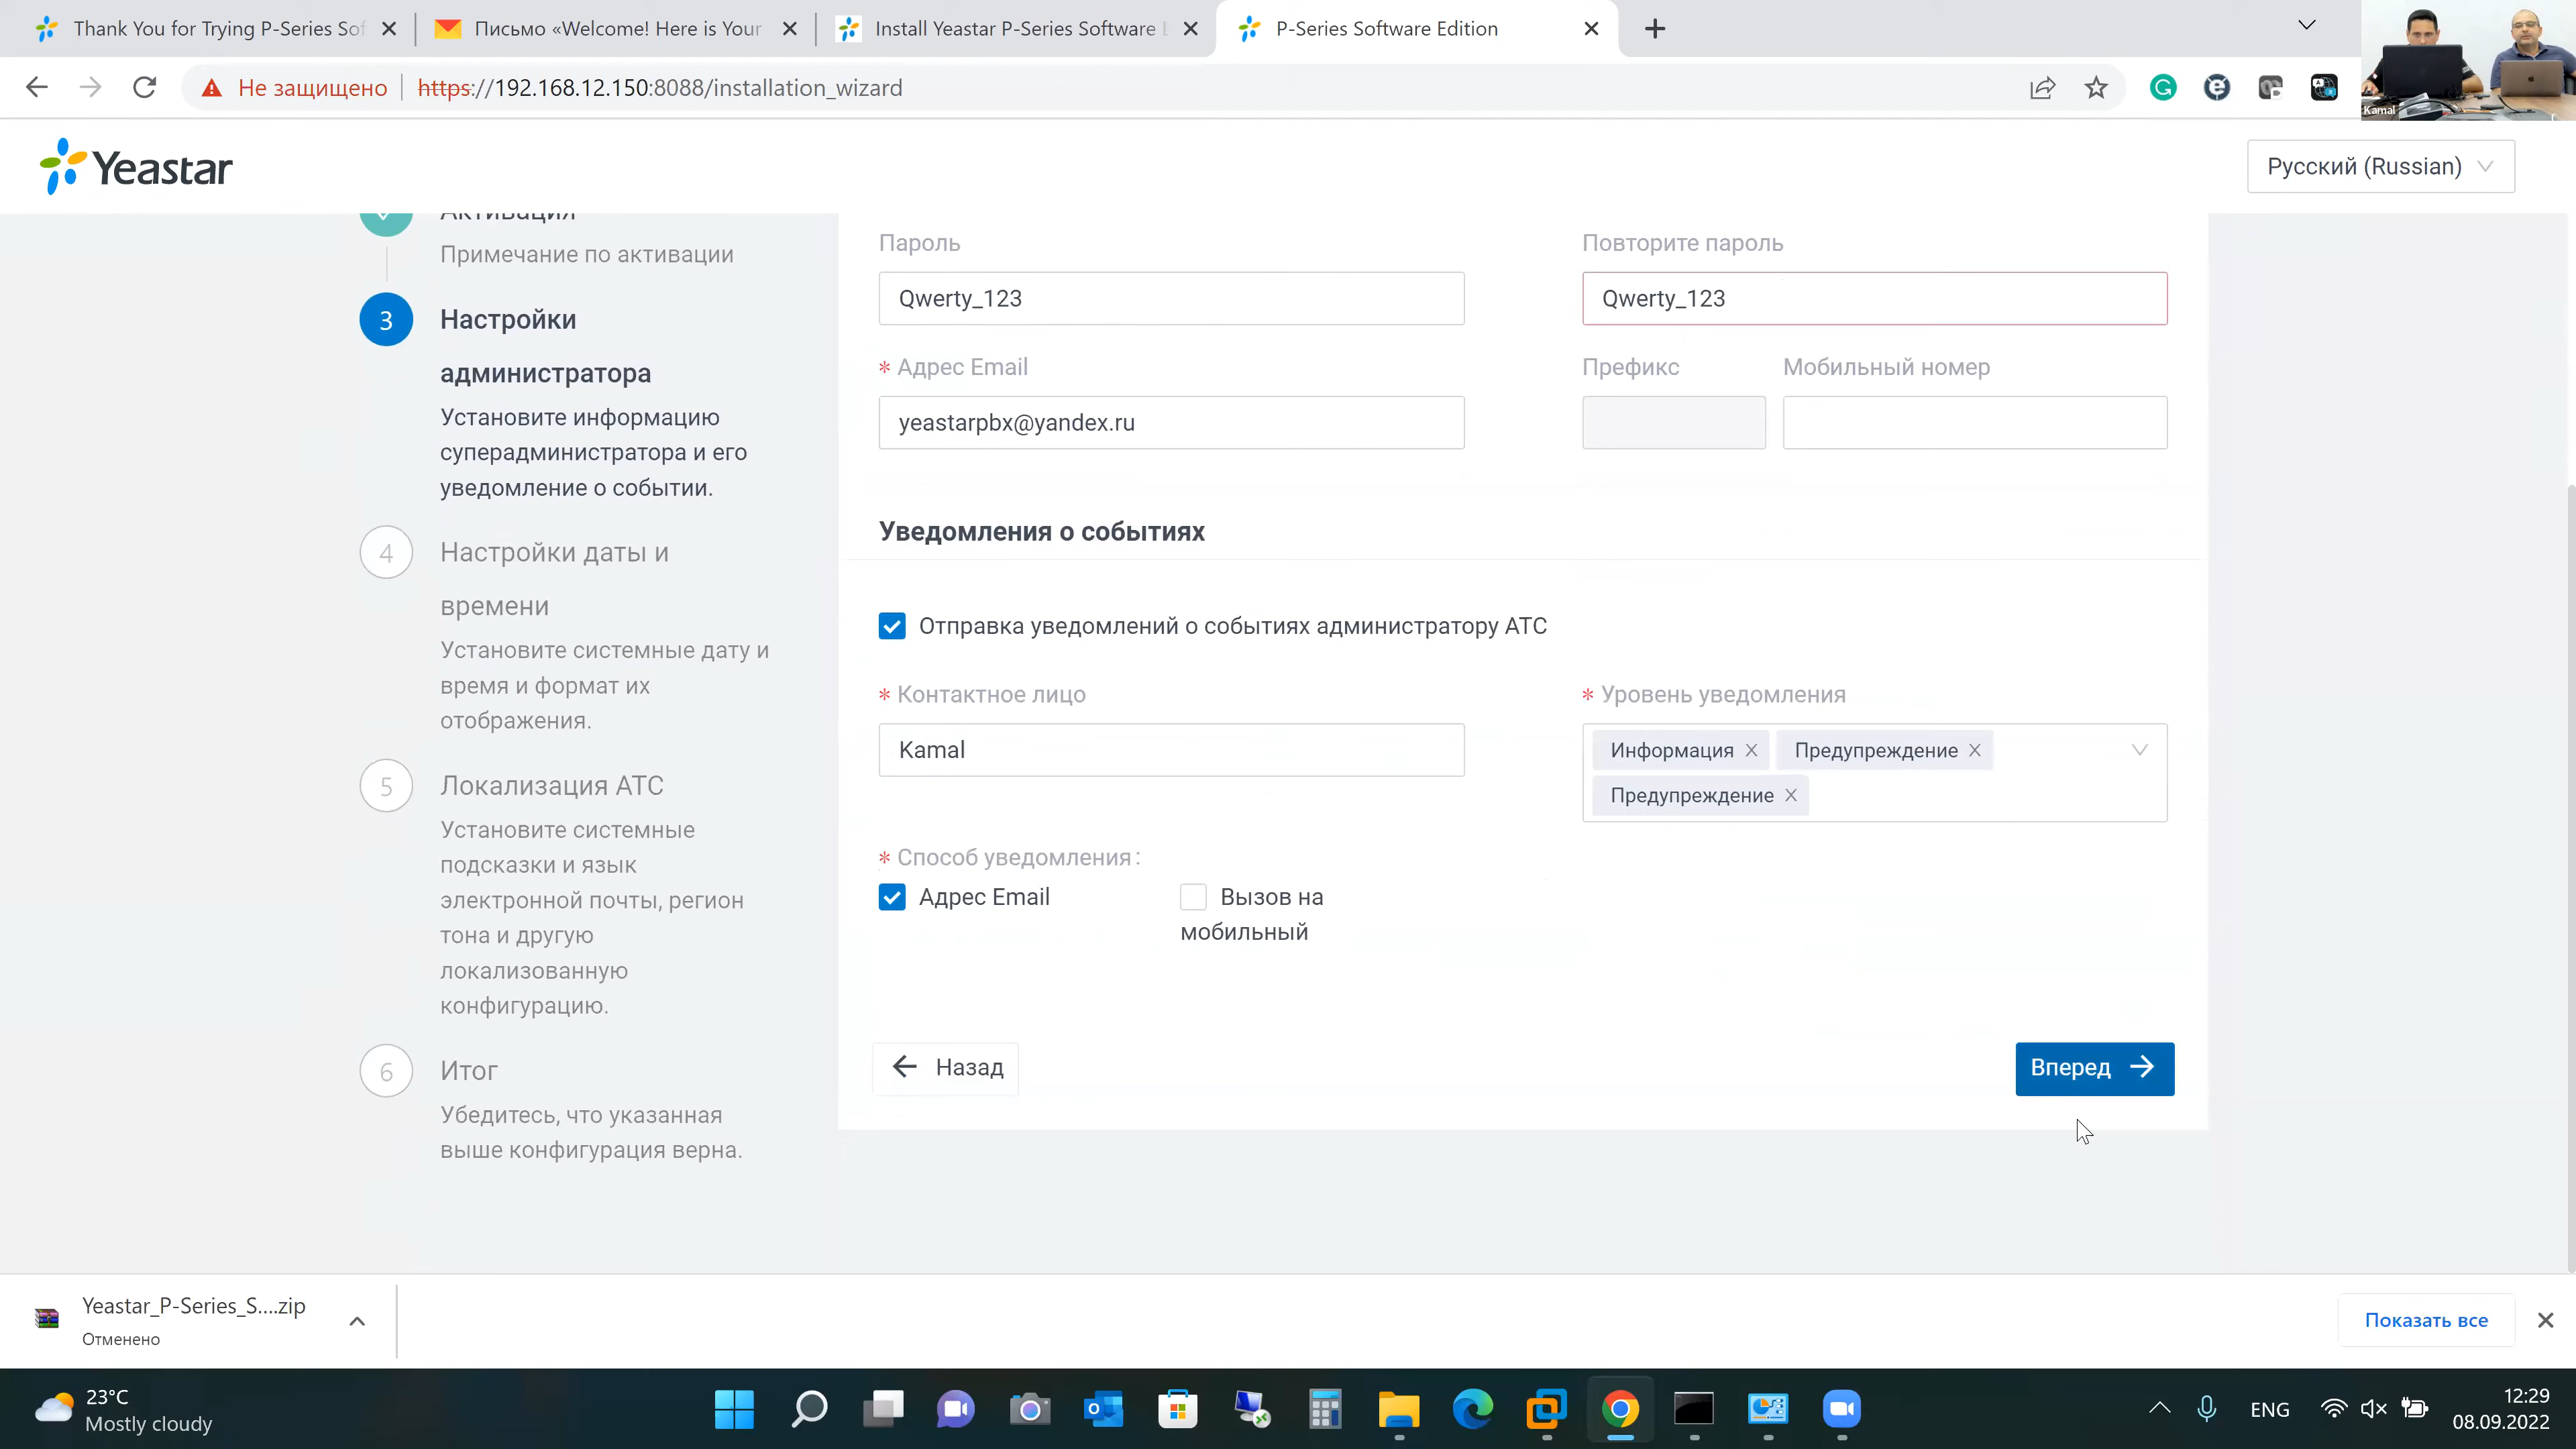 Thank You for Trying P-Series Sof
Письмо «Welcome! Here is Your
Install Yeastar P-Series Software
P-Series Software Edition
Не защищено
https://192.168.12.150:8088/installation_wizard
Kamal
Yeastar
Русский (Russian)
Активация
Примечание по активации
3
Настройки
администратора
Установите информацию
суперадминистратора и его
уведомление о событии.
4
Настройки даты и
времени
Установите системные дату и
время и формат их
отображения.
5
Локализация АТС
Установите системные
подсказки и язык
электронной почты, регион
тона и другую
локализованную
конфигурацию.
6
Итог
Убедитесь, что указанная
выше конфигурация верна.
Пароль
Повторите пароль
Qwerty_123
Qwerty_123
* Адрес Email
Префикс
Мобильный номер
yeastarpbx@yandex.ru
Уведомления о событиях
Отправка уведомлений о событиях администратору АТС
* Контактное лицо
* Уровень уведомления
Kamal
Информация
Предупреждение
Предупреждение
* Способ уведомления:
Адрес Email
Вызов на
мобильный
Назад
Вперед
Yeastar_P-Series_S....zip
Отменено
Показать все
23°C
Mostly cloudy
ENG
12:29
08.09.2022